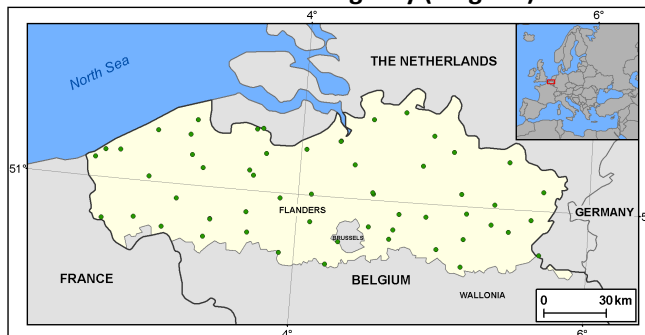 4°
6°
North Sea
THE NETHERLANDS
51°
FLANDERS
BRUSSELS
GERMANY
FRANCE
BELGIUM
WALLONIA
0 30 km
4°
6°